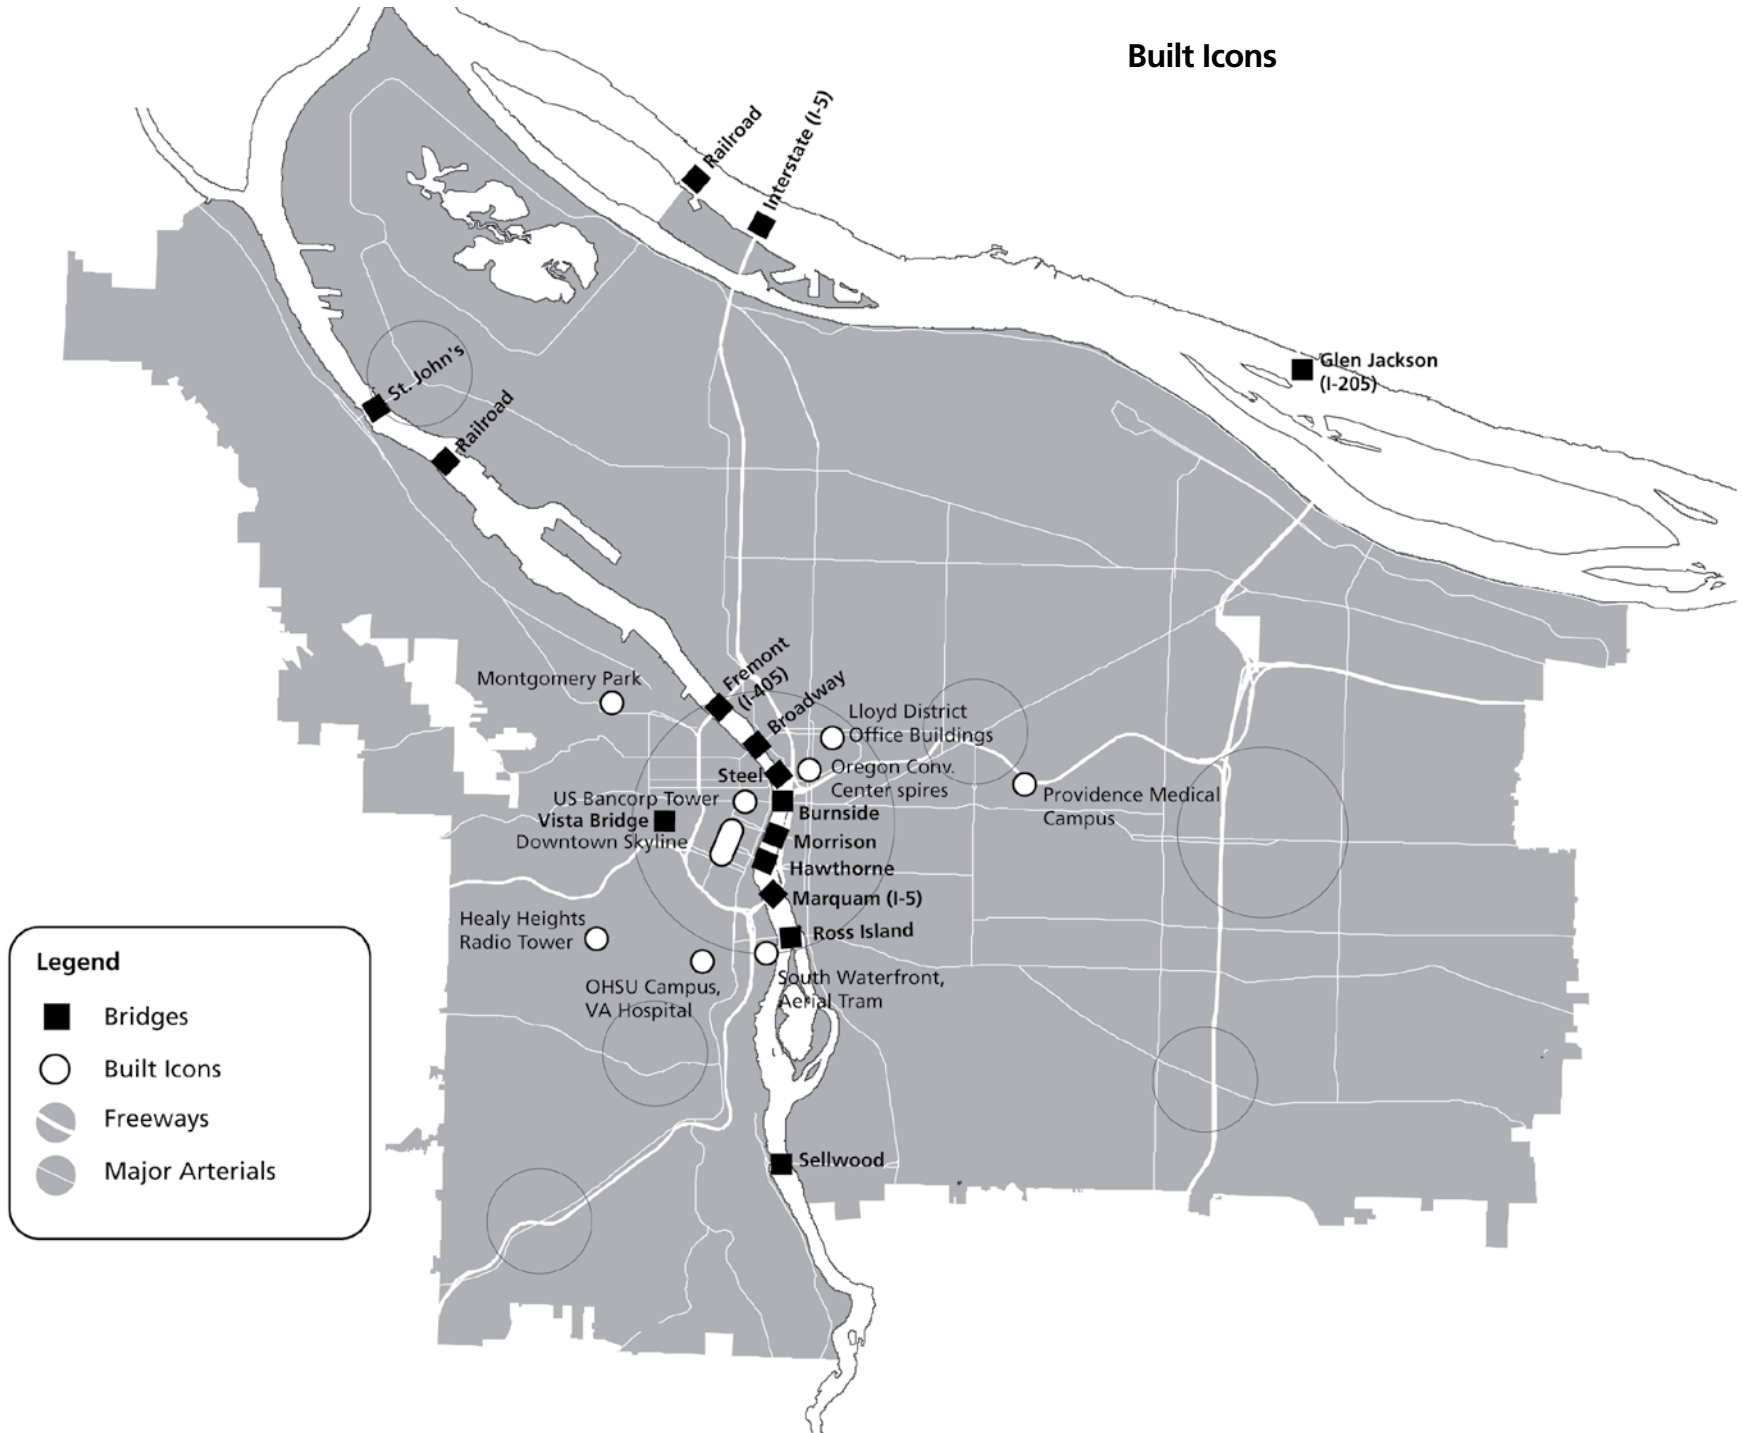 Built Icons
Railroad
Interstate (I-5)
Glen Jackson
(I-205)
St. John's
Railroad
Fremont
(I-405)
Broadway
Montgomery Park
Lloyd District
Office Buildings
Steel
Oregon Conv.
Center spires
US Bancorp Tower
Providence Medical
Campus
Burnside
Vista Bridge
Downtown Skyline
Morrison
Hawthorne
Marquam (I-5)
Healy Heights
Radio Tower
Ross Island
OHSU Campus,
VA Hospital
South Waterfront,
Aerial Tram
Sellwood
Legend
Bridges
Built Icons
Freeways
Major Arterials